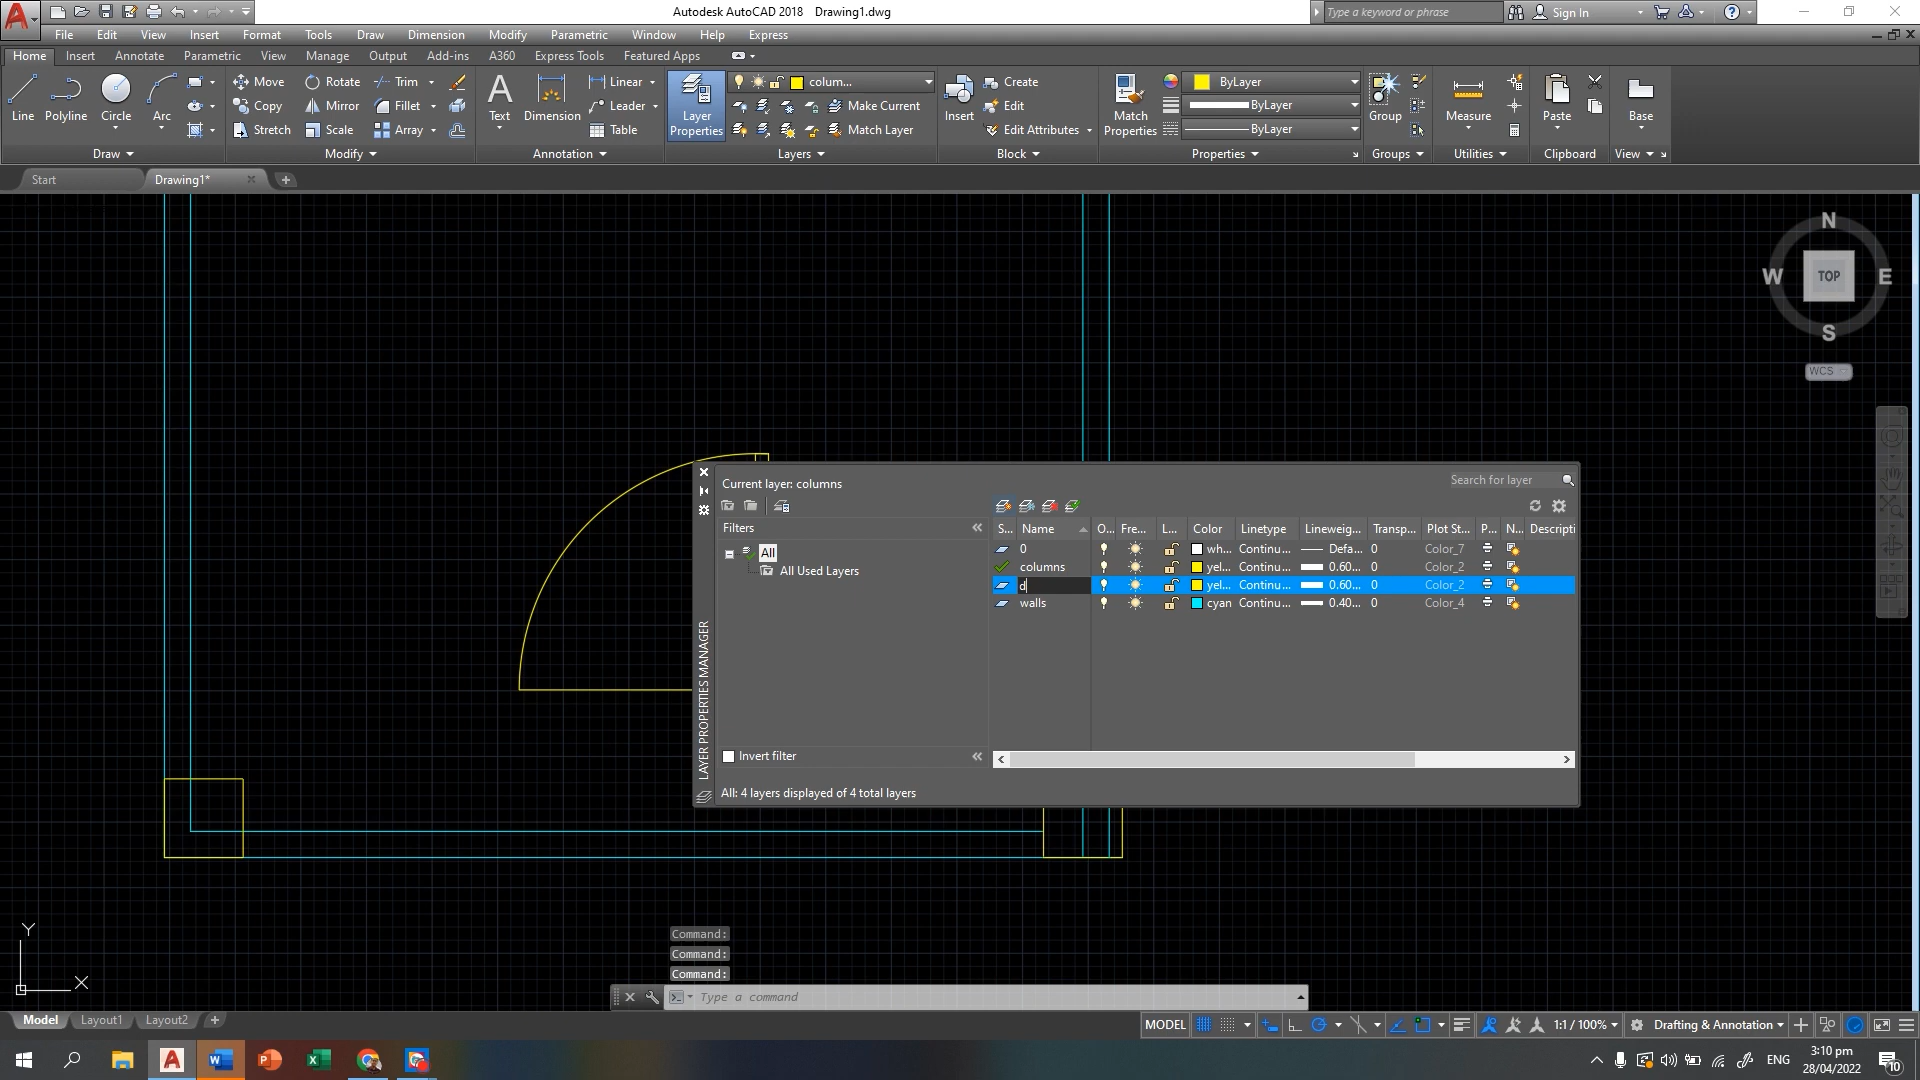 Autodesk AutoCAD 2018 Drawing1.dwg
Type a keyword or phrase
Sign In
File Edit View Insert Format Tools Draw Dimension Modify Parametric Window Help Express
Home Insert Annotate Parametric View Manage Output Add-ins A360 Express Tools Featured Apps
Line
Polyline
Circle
Arc
Move
Rotate
Trim
Copy
Mirror
Fillet
Stretch
Scale
Array
Text
Dimension
Linear
Leader
Table
Layer
Properties
colum...
Make Current
Match Layer
Insert
Create
Edit
Edit Attributes
Match
Properties
ByLayer
ByLayer
ByLayer
Group
Measure
Paste
Base
Draw Modify Annotation Layers Block Properties Groups Utilities Clipboard View
Start
Drawing1*
N
W
TOP
E
S
WCS
Current layer: columns
Search for layer
Filters
S... Name O... Fre... L... Color Linetype Lineweig... Transp... Plot St... P... N... Descripti
All
All Used Layers
0 wh... Continu... Defa... 0 Color_7
columns yel... Continu... 0.60... 0 Color_2
d yel... Continu... 0.60... 0 Color_2
walls cyan Continu... 0.40... 0 Color_4
LAYER PROPERTIES MANAGER
Invert filter
All: 4 layers displayed of 4 total layers
Y
X
Command:
Command:
Command:
Type a command
Model Layout1 Layout2
MODEL
1:1 / 100%
Drafting & Annotation
ENG
3:10 pm
28/04/2022
10